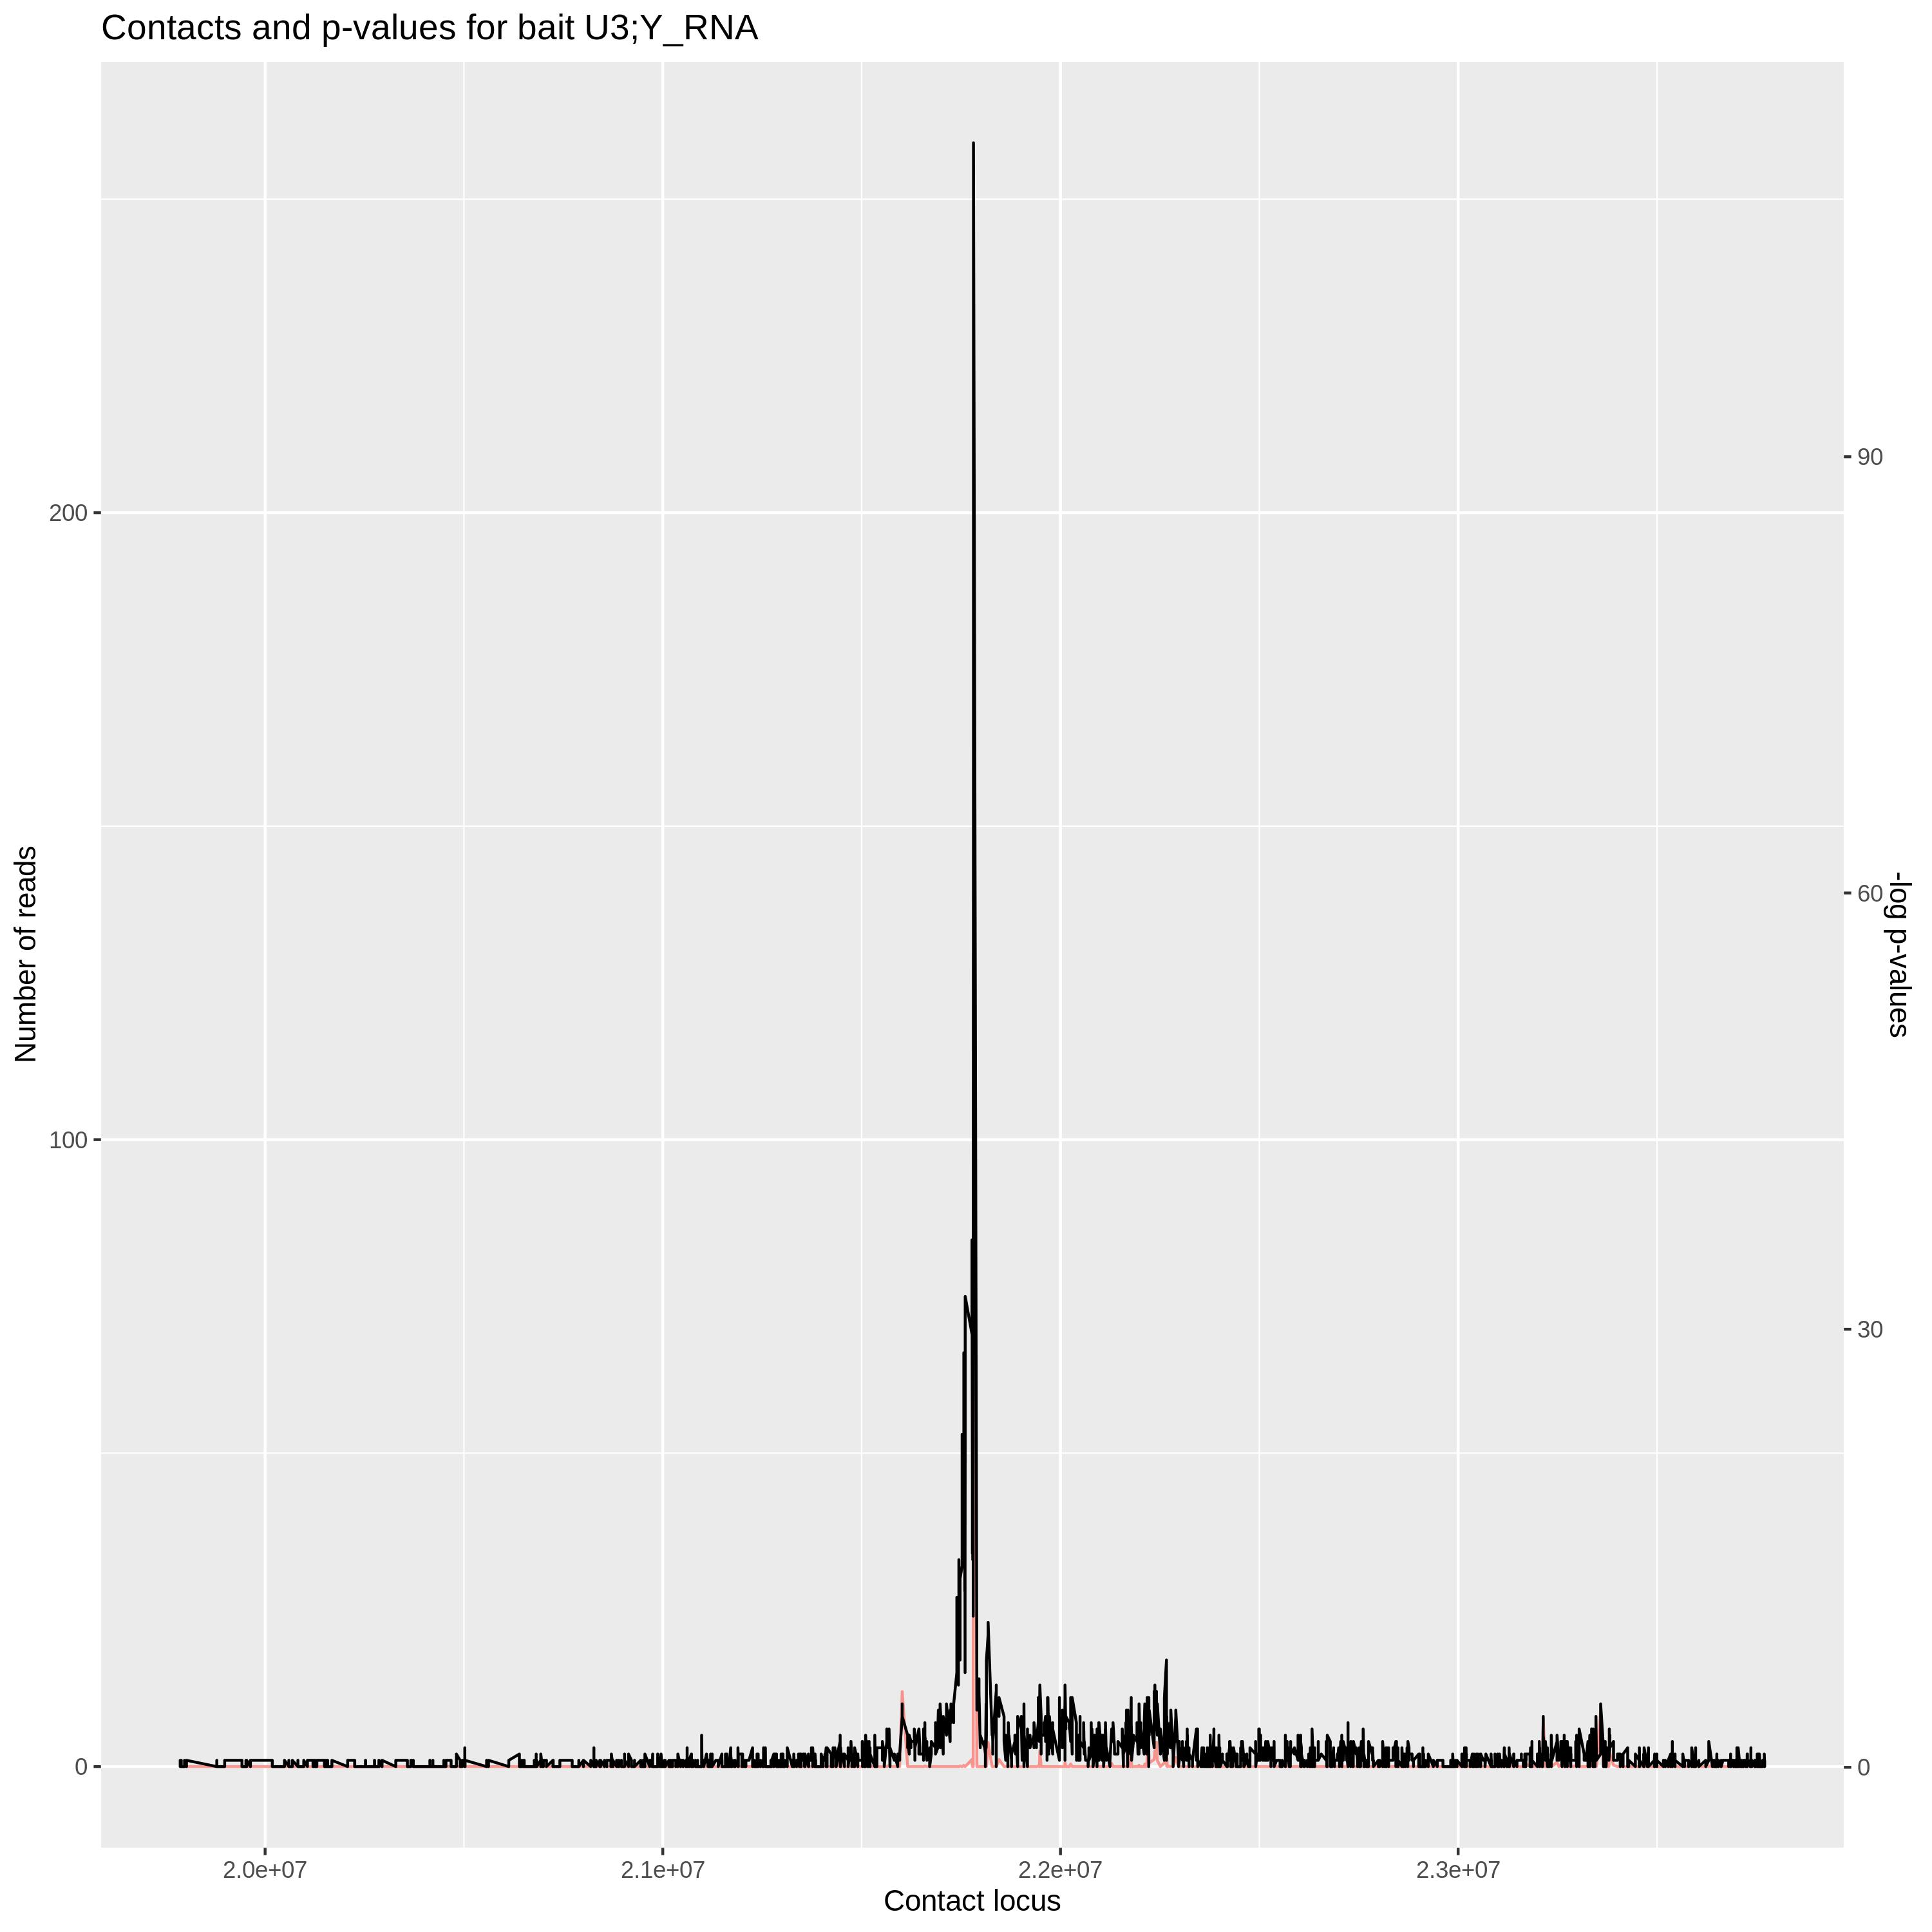 Contacts and p-values for bait U3;Y_RNA
Number of reads
200
100
0
90
60
30
0
-log p-values
2.0e+07
2.1e+07
2.2e+07
2.3e+07
Contact locus